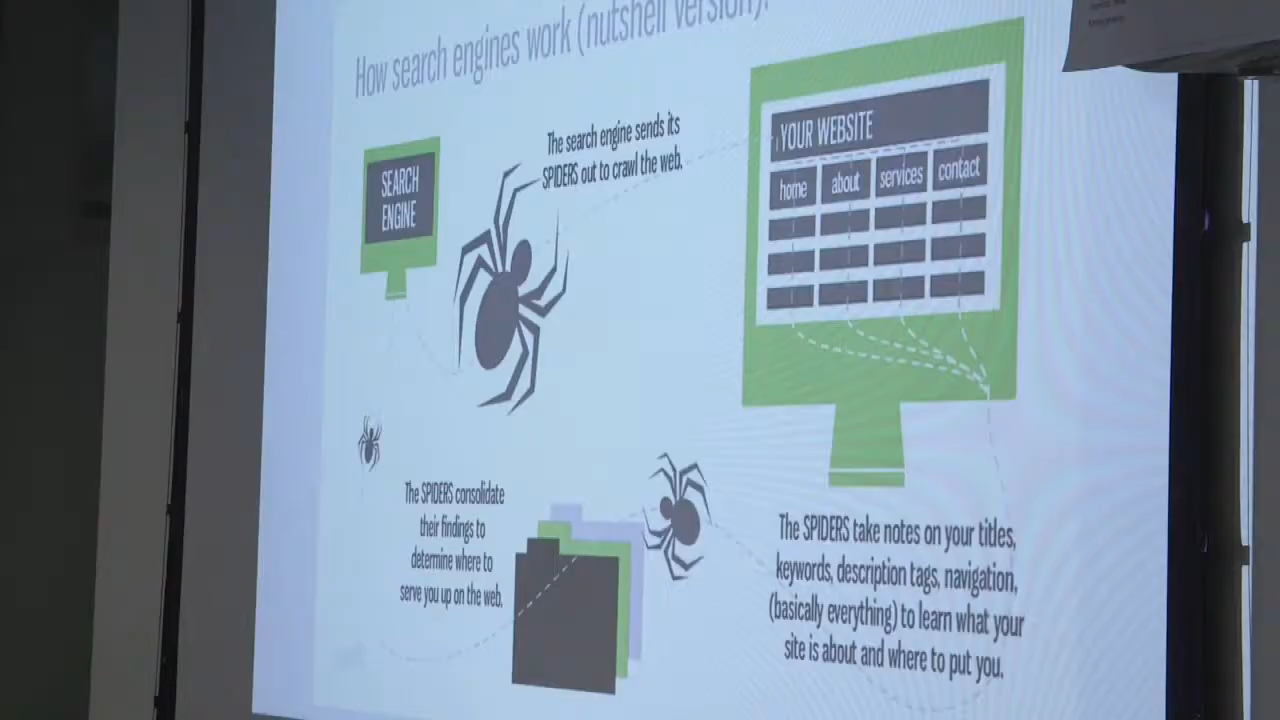 How search engines work (nutshell version).
SEARCH
ENGINE
The search engine sends its
SPIDERS out to crawl the web.
YOUR WEBSITE
home about services contact
The SPIDERS take notes on your titles,
keywords, description tags, navigation,
(basically everything) to learn what your
site is about and where to put you.
The SPIDERS consolidate
their findings to
determine where to
serve you up on the web.